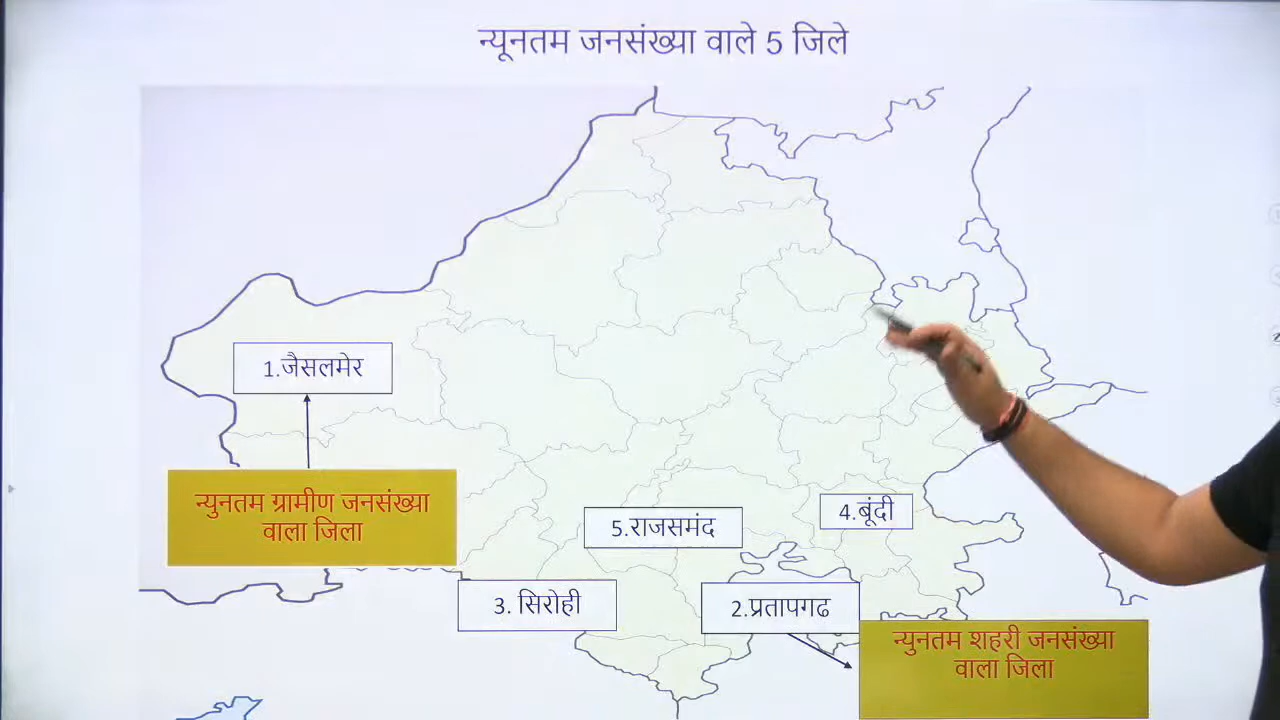 न्यूनतम जनसंख्या वाले 5 जिले
1.जैसलमेर
न्युनतम ग्रामीण जनसंख्या
वाला जिला
5.राजसमंद
4.बूंदी
3. सिरोही
2.प्रतापगढ
न्युनतम शहरी जनसंख्या
वाला जिला